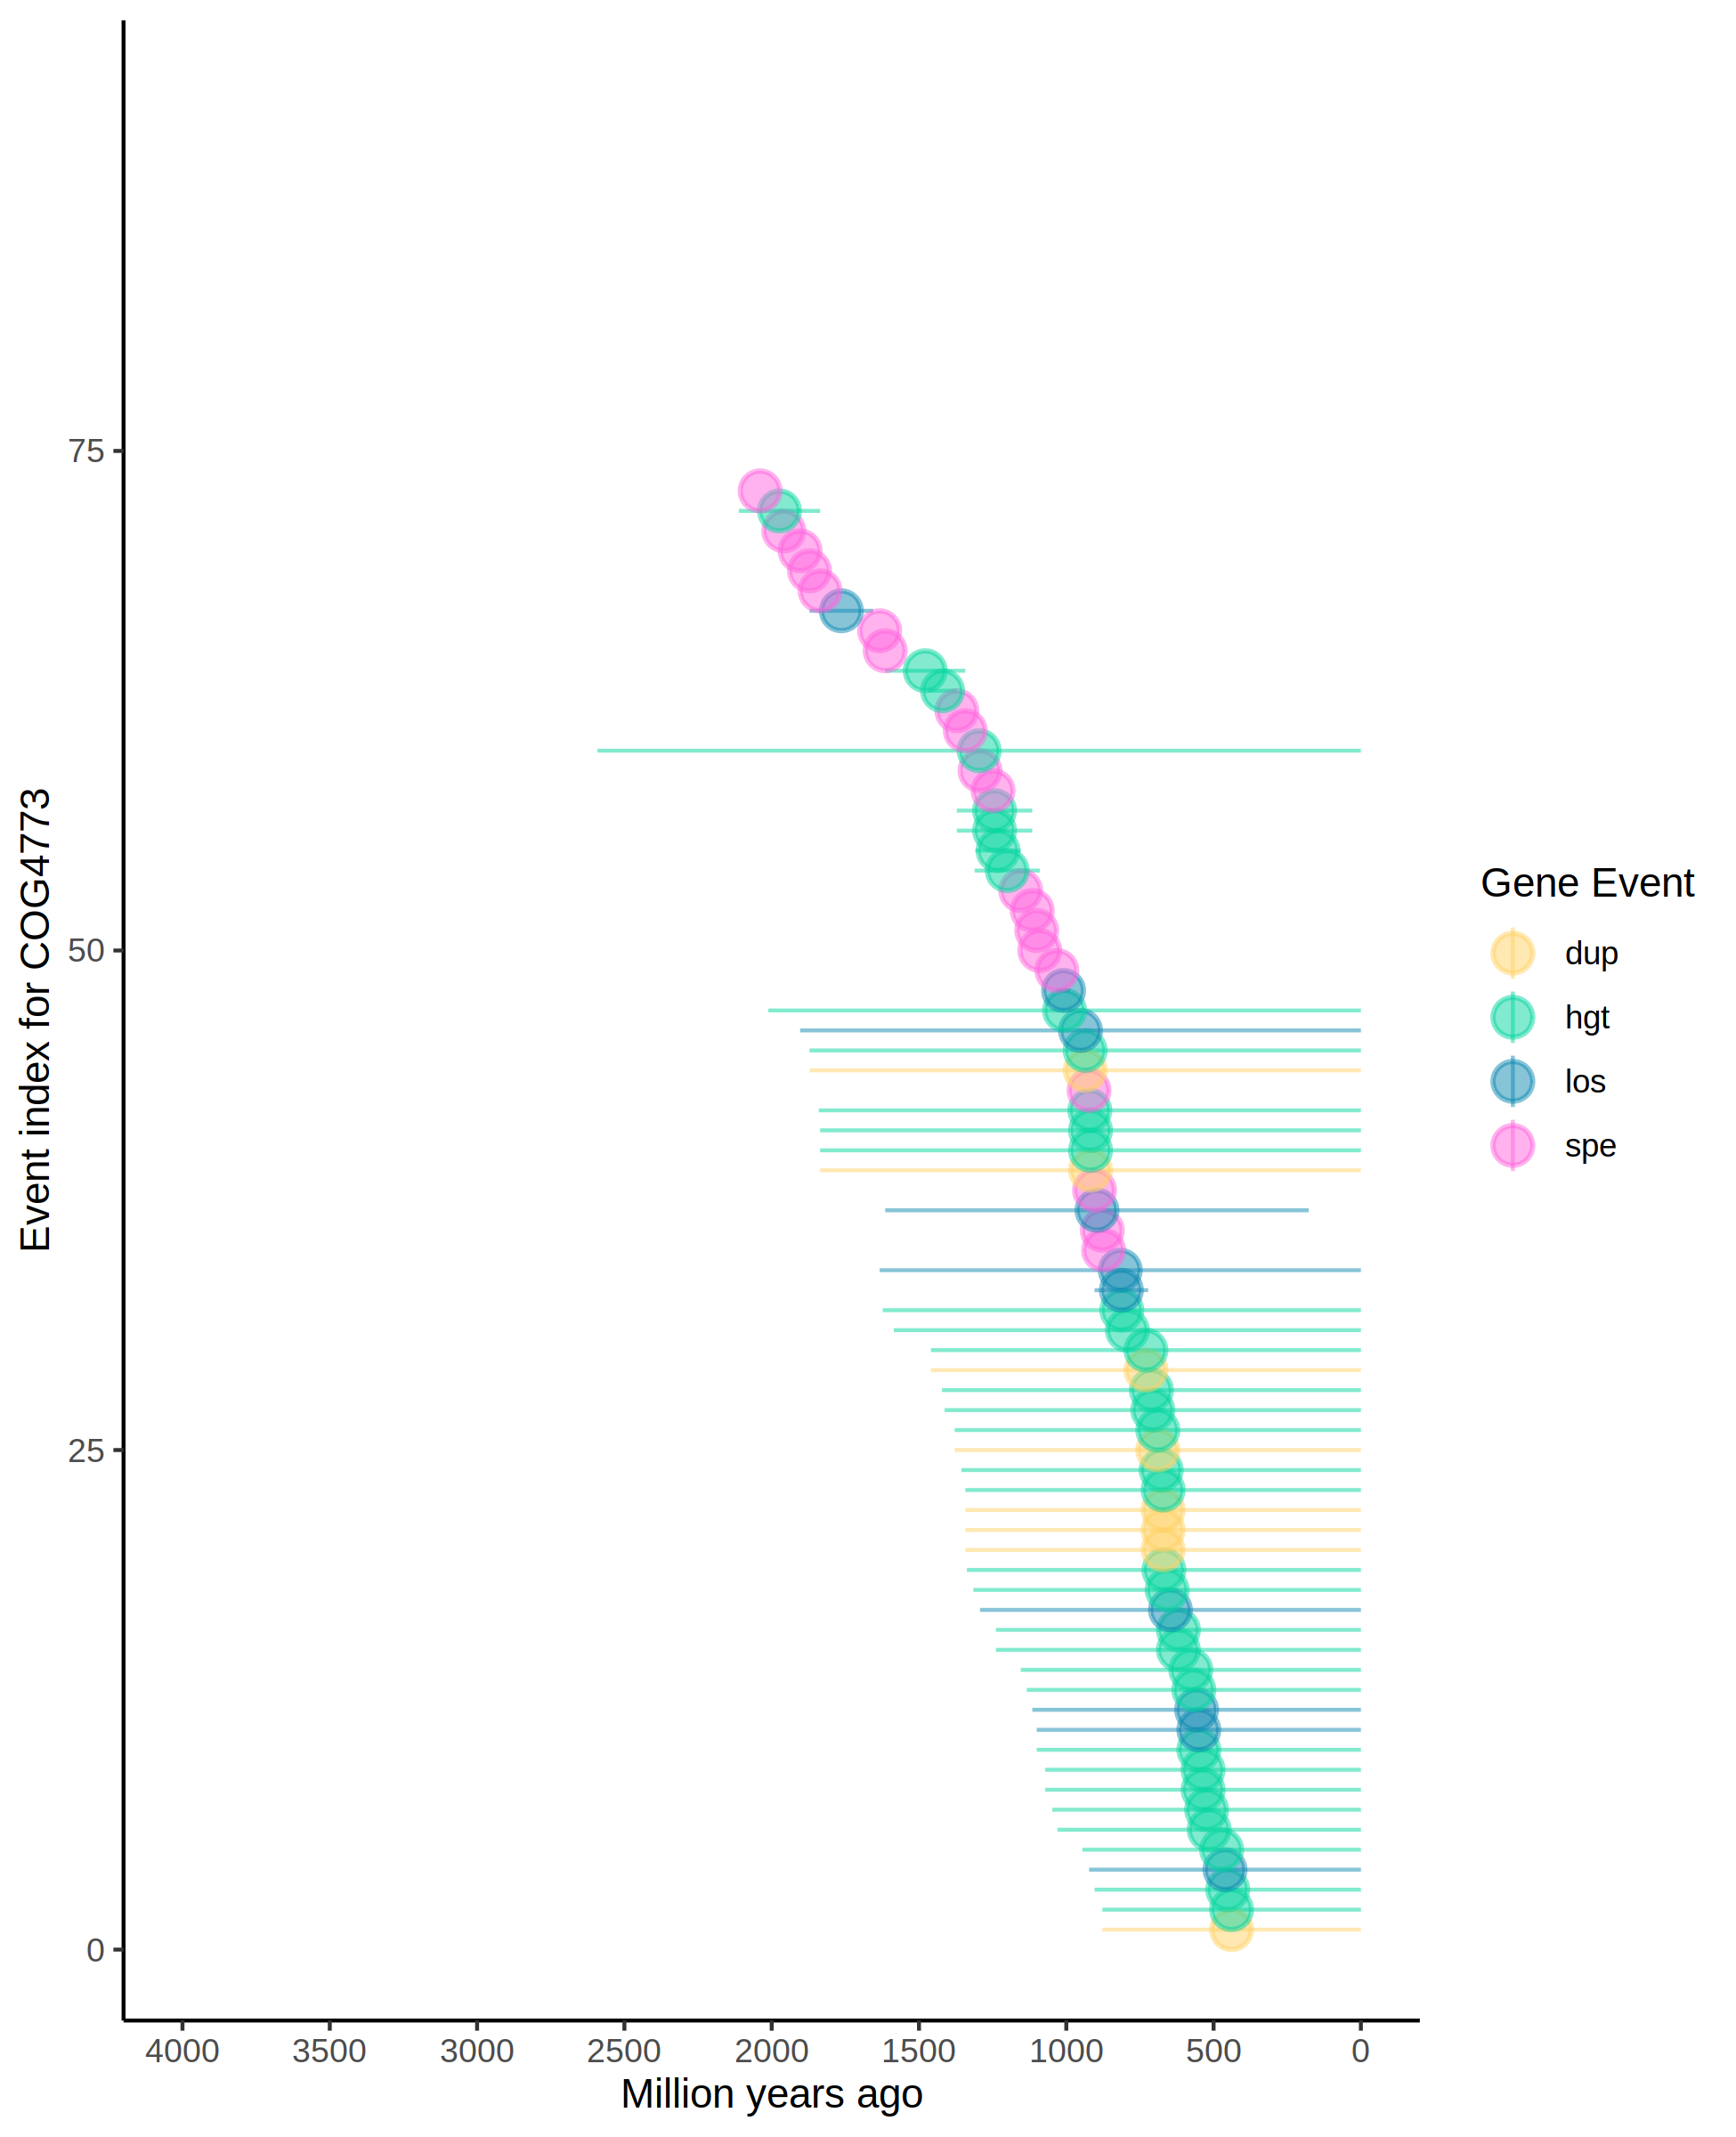 Event index for COG4773
75
50
25
0
4000 3500 3000 2500 2000 1500 1000 500 0
Million years ago
Gene Event
dup
hgt
los
spe